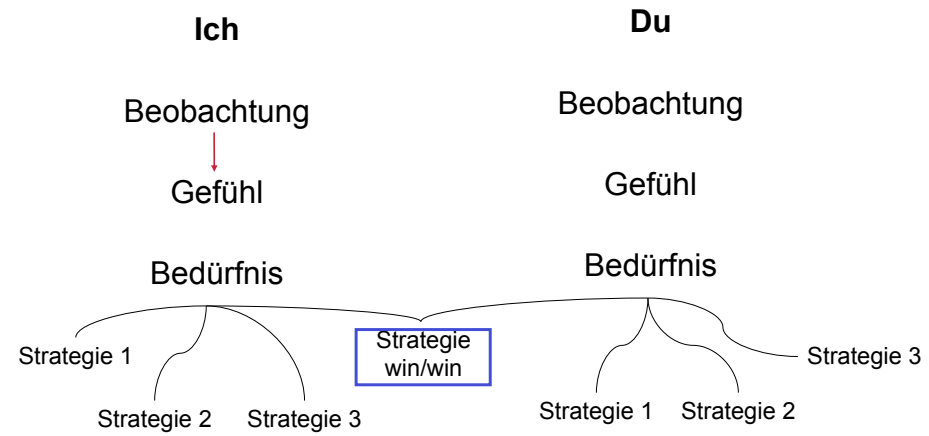 Ich
Du
Beobachtung
Beobachtung
Gefühl
Gefühl
Bedürfnis
Bedürfnis
Strategie 1
Strategie
win/win
Strategie 3
Strategie 2
Strategie 3
Strategie 1
Strategie 2